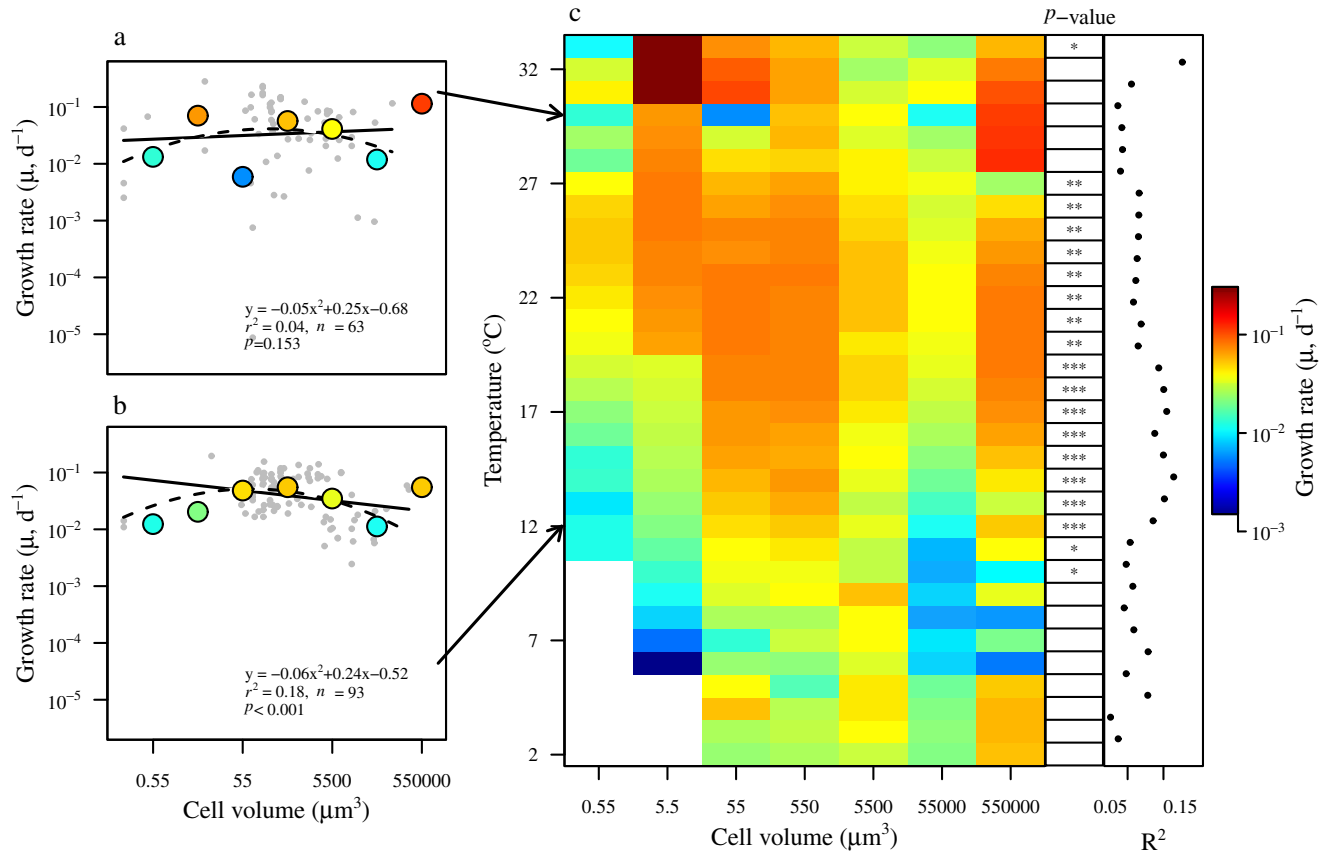 a
10⁻¹
10⁻²
10⁻³
10⁻⁴
10⁻⁵
Growth rate (μ, d⁻¹)
y = −0.05x²+0.25x−0.68
r² = 0.04, n = 63
p=0.153
b
10⁻¹
10⁻²
10⁻³
10⁻⁴
10⁻⁵
Growth rate (μ, d⁻¹)
y = −0.06x²+0.24x−0.52
r² = 0.18, n = 93
p< 0.001
0.55 55 5500 550000
Cell volume (μm³)
c
p−value
32
27
22
17
12
7
2
Temperature (°C)
*
**
**
**
**
**
**
**
**
***
***
***
***
***
***
***
***
*
*
0.55 5.5 55 550 5500 55000 550000
Cell volume (μm³)
0.05 0.15
R²
10⁻¹
10⁻²
10⁻³
Growth rate (μ, d⁻¹)